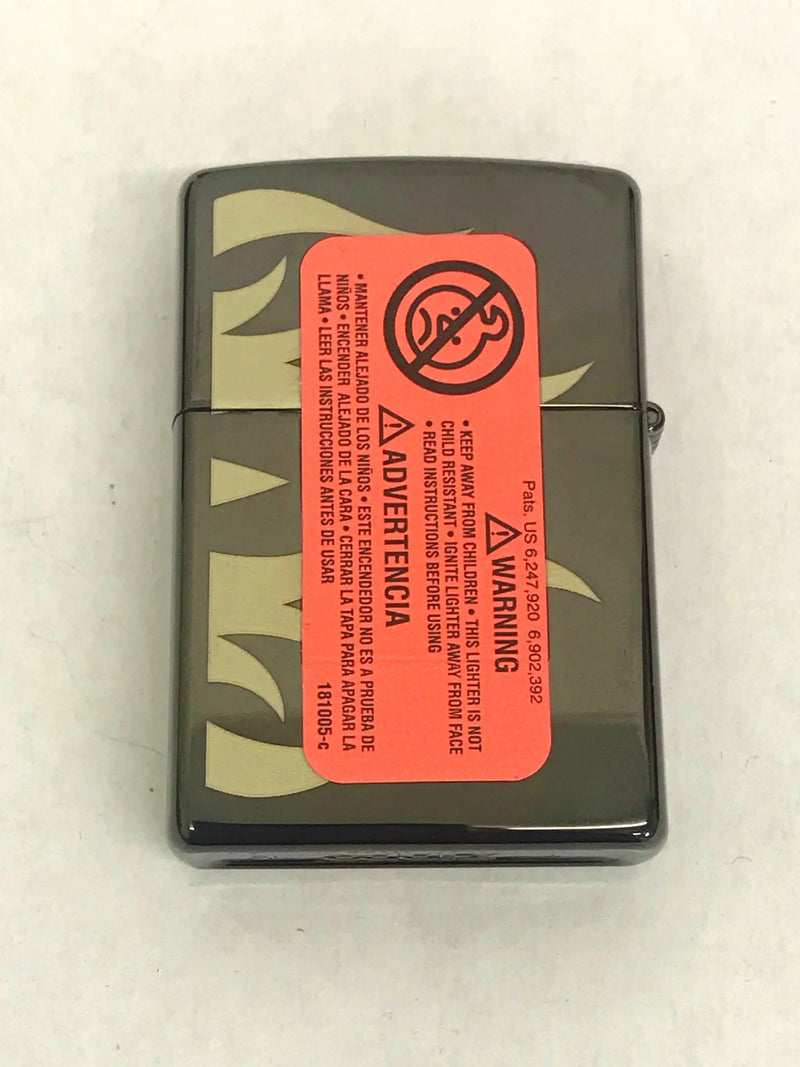 Pats. US 6,247,920 6,902,392
WARNING
• KEEP AWAY FROM CHILDREN • THIS LIGHTER IS NOT
CHILD RESISTANT • IGNITE LIGHTER AWAY FROM FACE
• READ INSTRUCTIONS BEFORE USING
ADVERTENCIA
• MANTENER ALEJADO DE LOS NIÑOS • ESTE ENCENDEDOR NO ES A PRUEBA DE
NIÑOS • ENCENDER ALEJADO DE LA CARA • CERRAR LA TAPA PARA APAGAR LA
LLAMA • LEER LAS INSTRUCCIONES ANTES DE USAR 181005-c